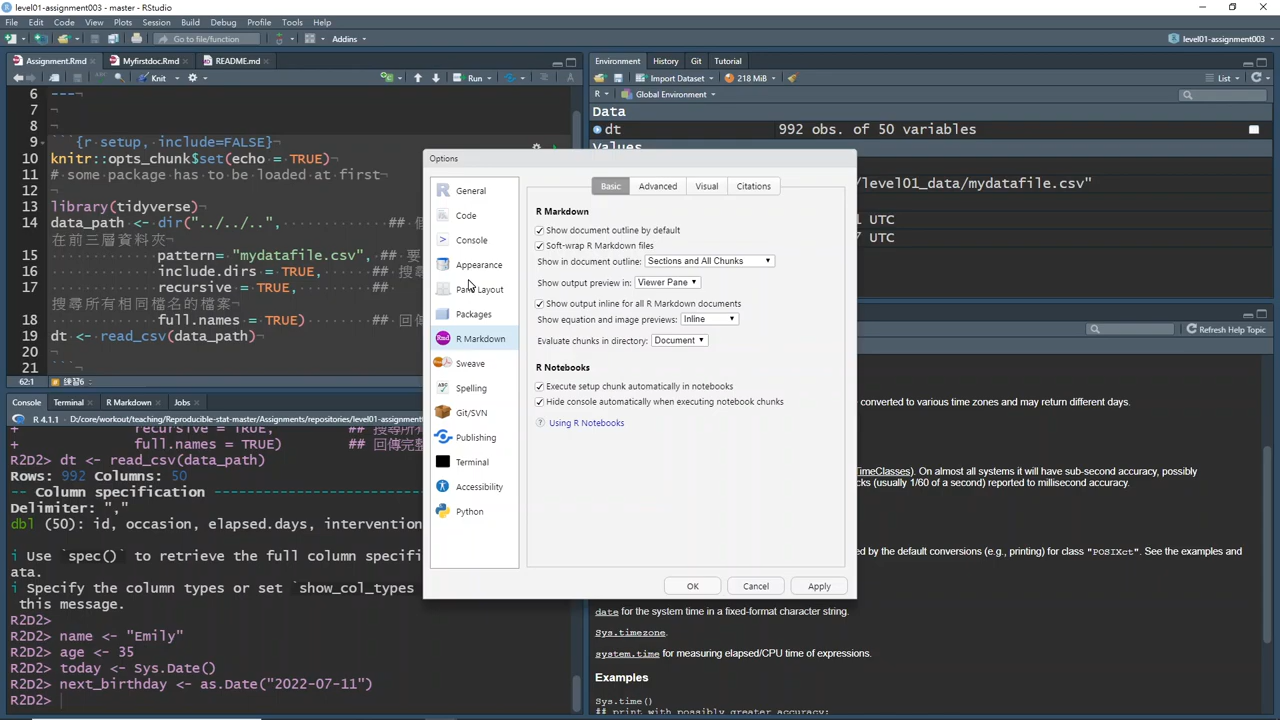 level01-assignment003 - master - RStudio
File Edit Code View Plots Session Build Debug Profile Tools Help
Go to file/function Addins level01-assignment003
Assignment.Rmd Myfirstdoc.Rmd README.md
Knit Run
6 ---
7
8
9 ```{r setup, include=FALSE}
10 knitr::opts_chunk$set(echo = TRUE)
11 # some package has to be loaded at first
12
13 library(tidyverse)
14 data_path <- dir("../../..", ## 個
在前三層資料夾
15 pattern= "mydatafile.csv", ## 要
16 include.dirs = TRUE, ## 搜尋
17 recursive = TRUE, ##
搜尋所有相同檔名的檔案
18 full.names = TRUE) ## 回傳
19 dt <- read_csv(data_path)
20
21 ```
62:1 練習6
Console Terminal R Markdown Jobs
R 4.1.1 · D:/core/workout/teaching/Reproducible-stat-master/Assignments/repositories/level01-assignment
+ recursive = TRUE, ## 搜尋所
+ full.names = TRUE) ## 回傳完
R2D2> dt <- read_csv(data_path)
Rows: 992 Columns: 50
-- Column specification
Delimiter: ","
dbl (50): id, occasion, elapsed.days, intervention
i Use `spec()` to retrieve the full column specifi
ata.
i Specify the column types or set `show_col_types
this message.
R2D2>
R2D2> name <- "Emily"
R2D2> age <- 35
R2D2> today <- Sys.Date()
R2D2> next_birthday <- as.Date("2022-07-11")
R2D2>
Environment History Git Tutorial
Import Dataset 218 MiB List
R Global Environment
Data
dt 992 obs. of 50 variables
Values
/level01_data/mydatafile.csv"
1 UTC
7 UTC
Refresh Help Topic
converted to various time zones and may return different days.
TimeClasses). On almost all systems it will have sub-second accuracy, possibly
cks (usually 1/60 of a second) reported to millisecond accuracy.
ed by the default conversions (e.g., printing) for class "POSIXct". See the examples and
date for the system time in a fixed-format character string.
Sys.timezone.
system.time for measuring elapsed/CPU time of expressions.
Examples
Sys.time()
## print with possibly greater accuracy:
Options
General
Code
Console
Appearance
Pane Layout
Packages
R Markdown
Sweave
Spelling
Git/SVN
Publishing
Terminal
Accessibility
Python
Basic Advanced Visual Citations
R Markdown
Show document outline by default
Soft-wrap R Markdown files
Show in document outline: Sections and All Chunks
Show output preview in: Viewer Pane
Show output inline for all R Markdown documents
Show equation and image previews: Inline
Evaluate chunks in directory: Document
R Notebooks
Execute setup chunk automatically in notebooks
Hide console automatically when executing notebook chunks
Using R Notebooks
OK Cancel Apply